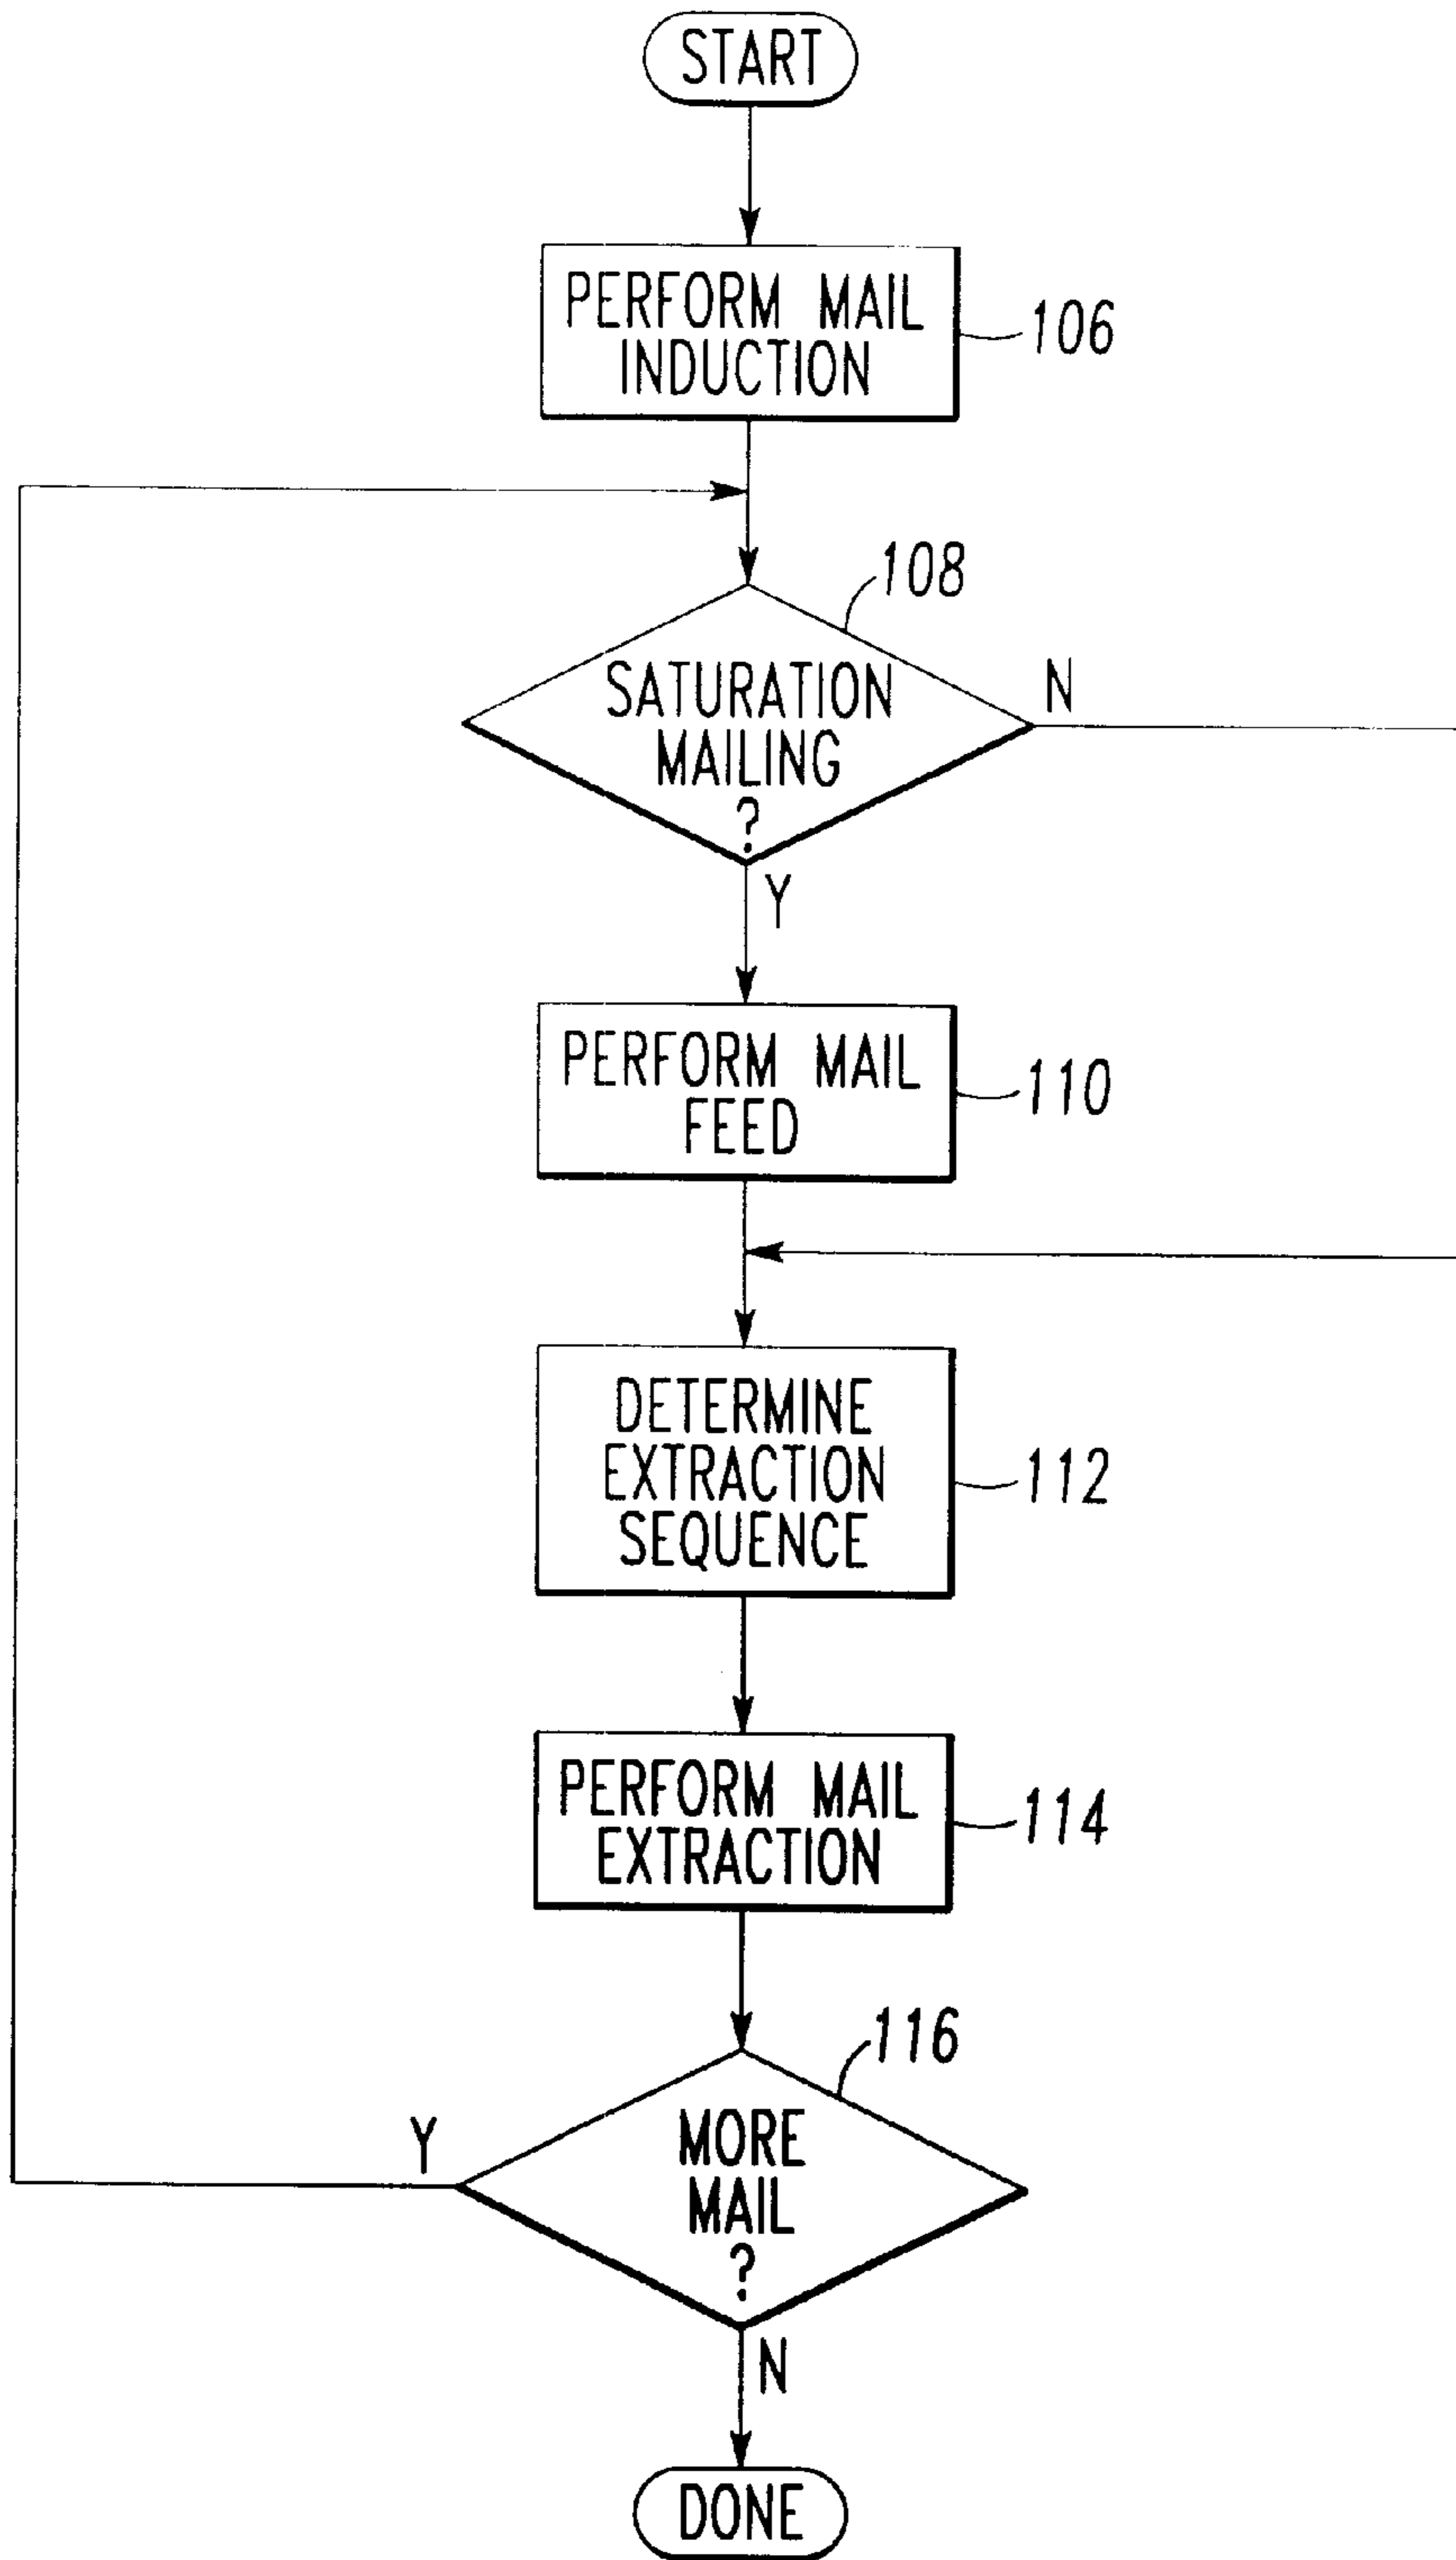 START
PERFORM MAIL
INDUCTION
106
108
SATURATION
MAILING
?
N
Y
PERFORM MAIL
FEED
110
DETERMINE
EXTRACTION
SEQUENCE
112
PERFORM MAIL
EXTRACTION
114
116
Y
MORE
MAIL
?
N
DONE